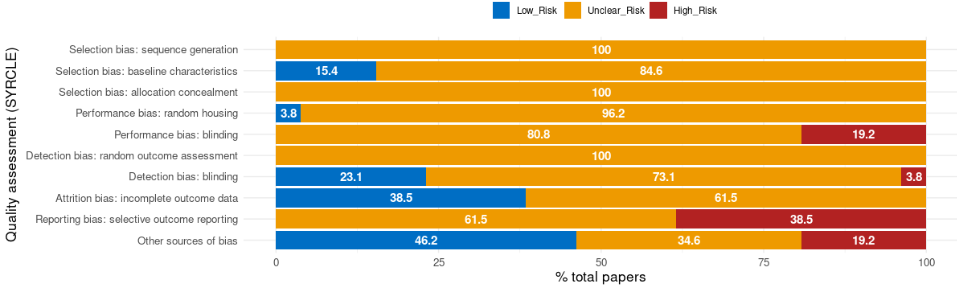 Low_Risk Unclear_Risk High_Risk
Quality assessment (SYRCLE)
Selection bias: sequence generation 100
Selection bias: baseline characteristics 15.4 84.6
Selection bias: allocation concealment 100
Performance bias: random housing 3.8 96.2
Performance bias: blinding 80.8 19.2
Detection bias: random outcome assessment 100
Detection bias: blinding 23.1 73.1 3.8
Attrition bias: incomplete outcome data 38.5 61.5
Reporting bias: selective outcome reporting 61.5 38.5
Other sources of bias 46.2 34.6 19.2
0 25 50 75 100
% total papers